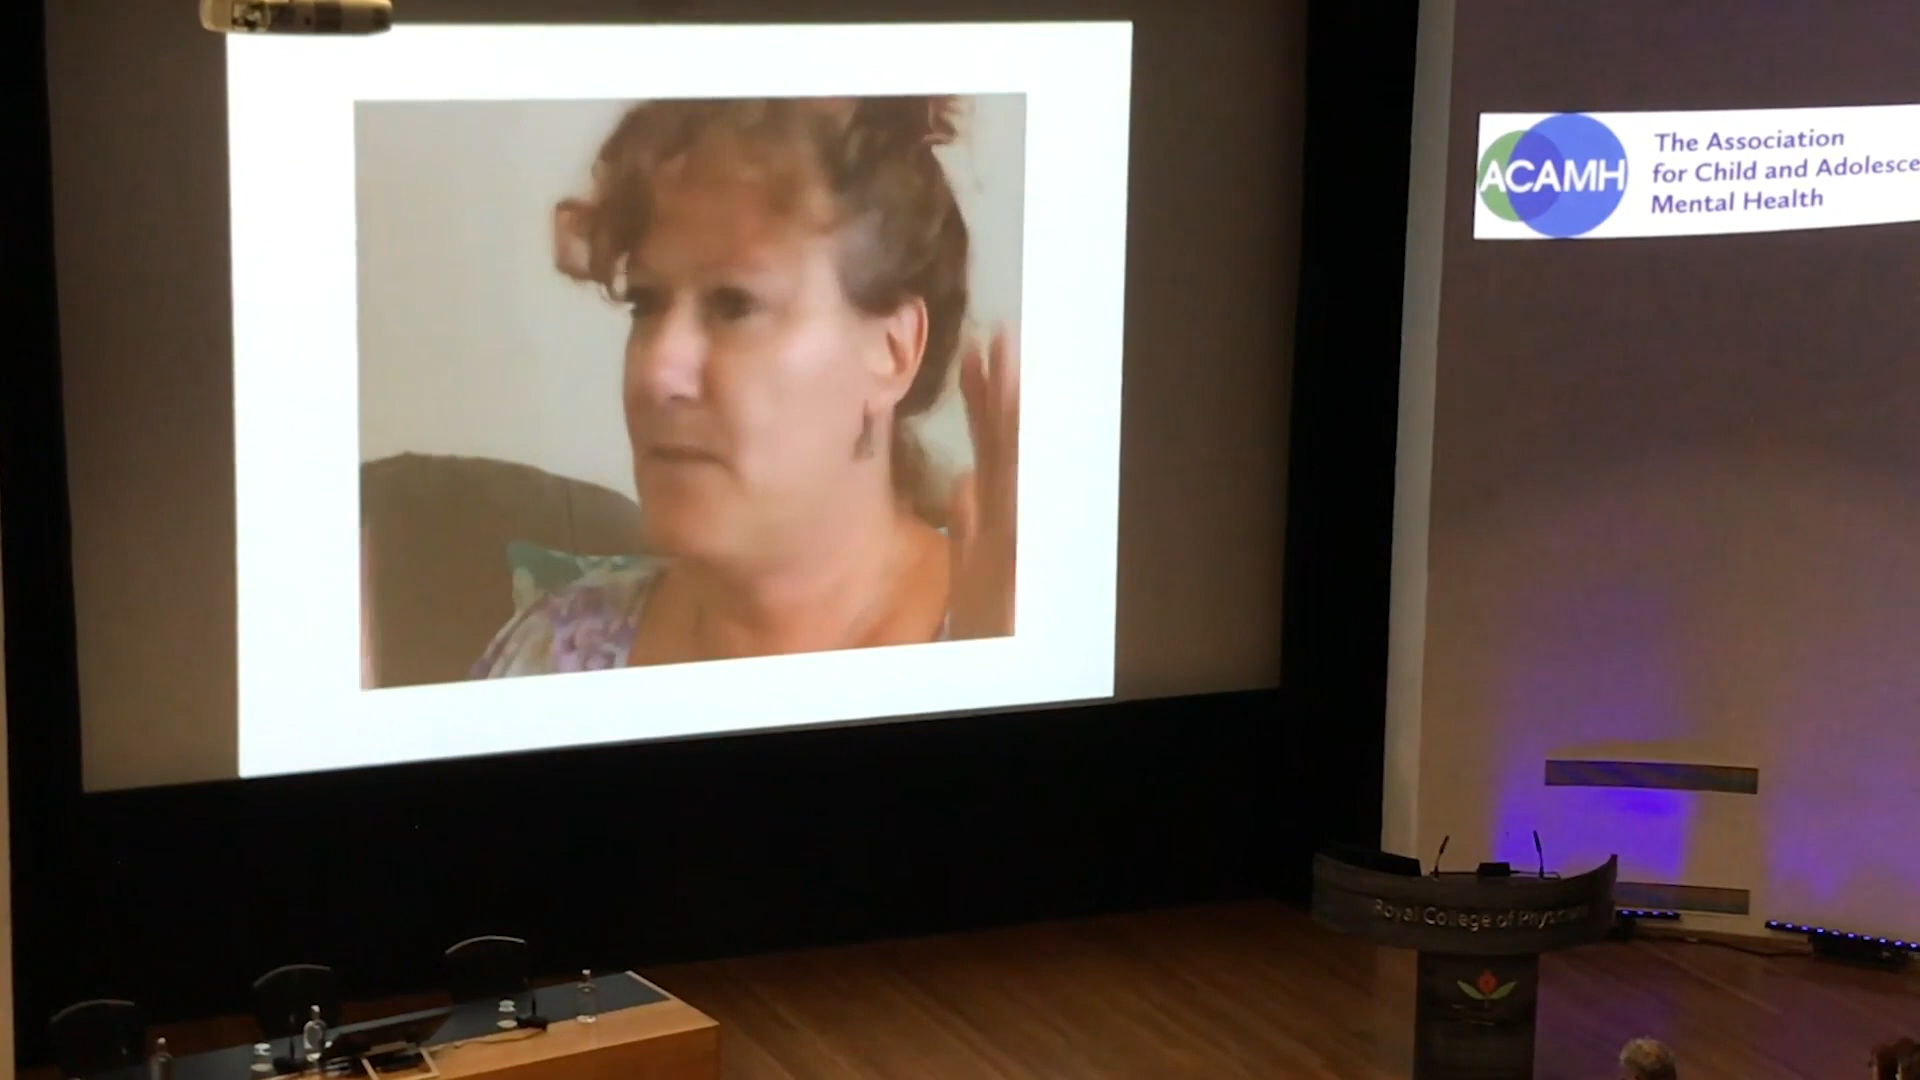 ACAMH
The Association
for Child and Adolesce
Mental Health
Royal College of Physicians